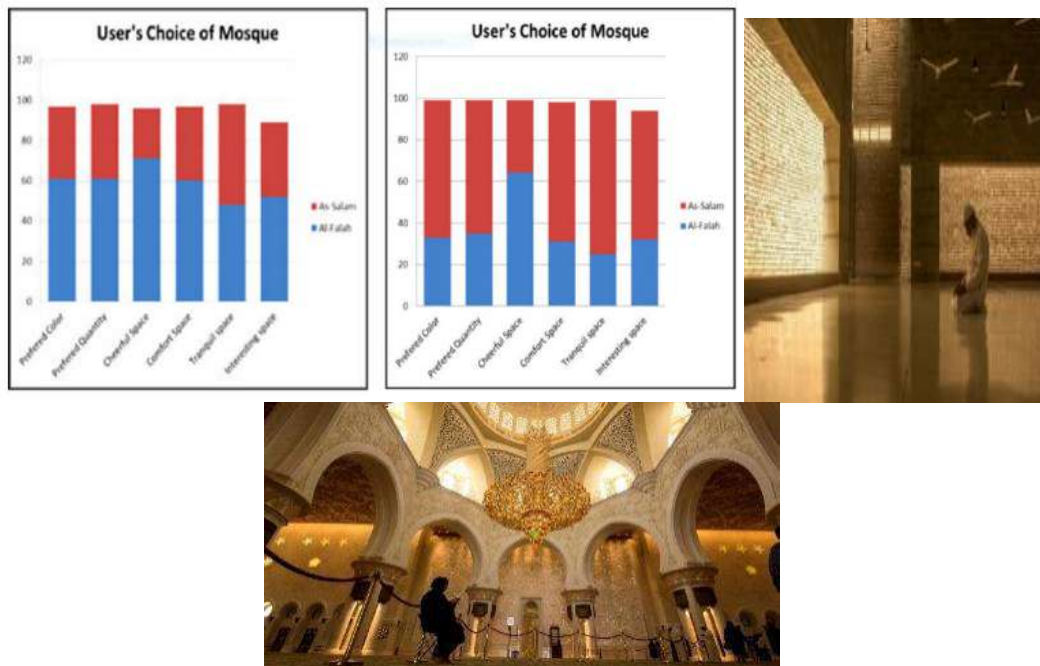 User's Choice of Mosque
120
100
80
60
40
20
0
Prefered Color
Prefered Quantity
Cheerful Space
Comfort Space
Tranquil space
Interesting space
As-Salam
Al-Falah
User's Choice of Mosque
120
100
80
60
40
20
0
Prefered Color
Prefered Quantity
Cheerful Space
Comfort Space
Tranquil space
Interesting space
As-Salam
Al-Falah